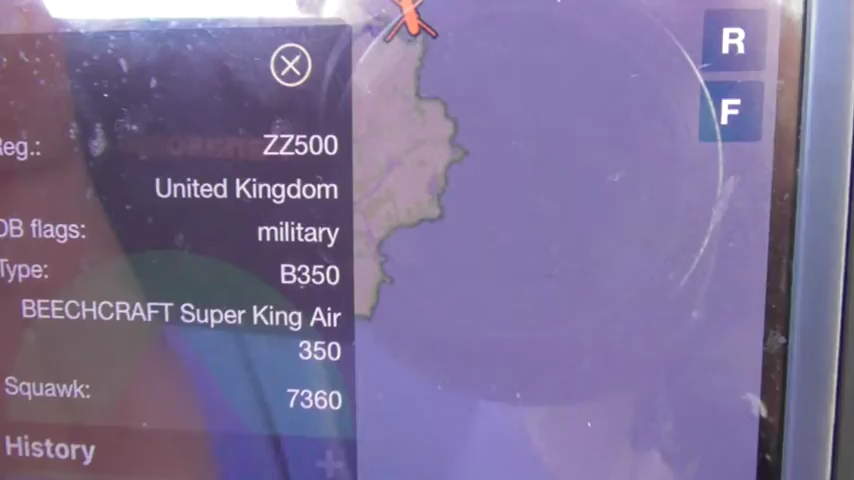 R
F
Reg.: ZZ500
United Kingdom
DB flags: military
Type: B350
BEECHCRAFT Super King Air
350
Squawk: 7360
History +